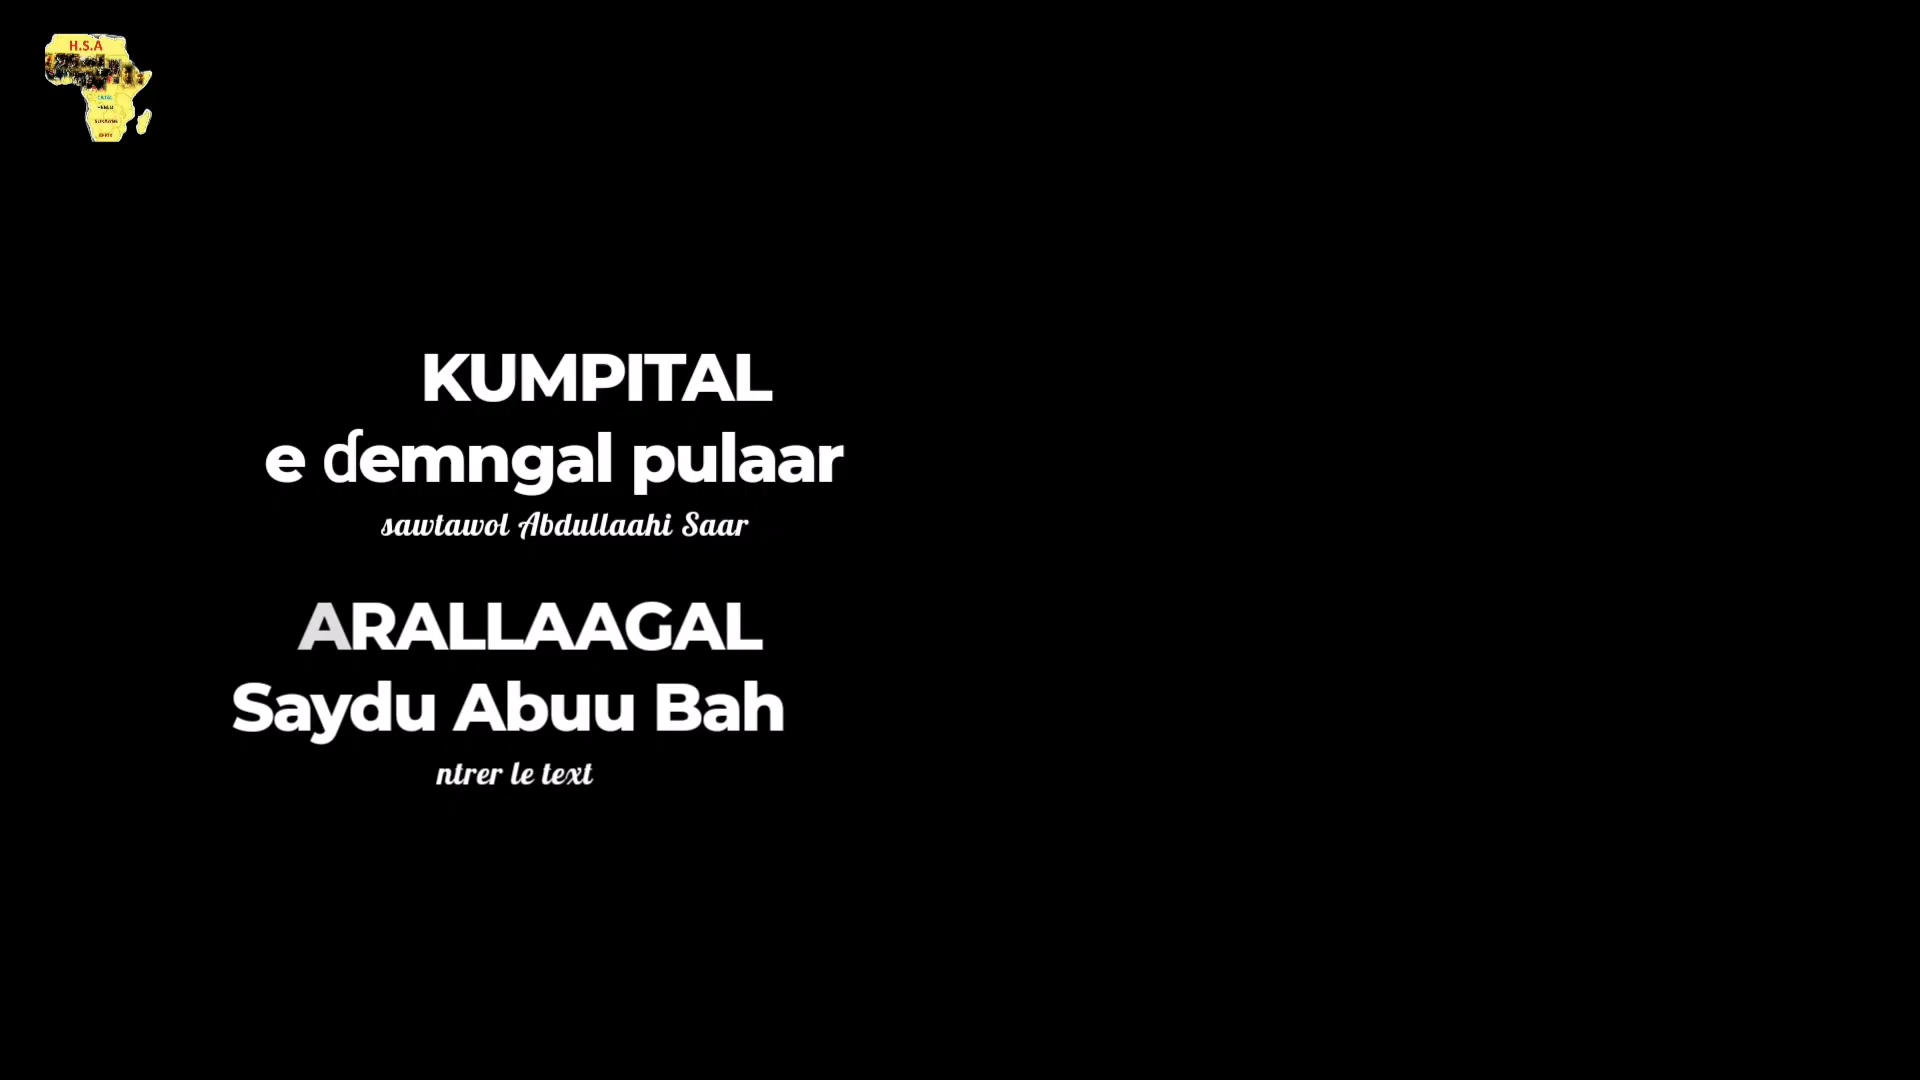 H.S.A
KUMPITAL
e ɗemngal pulaar
sawtawol Abdullaahi Saar
ARALLAAGAL
Saydu Abuu Bah
ntrer le text